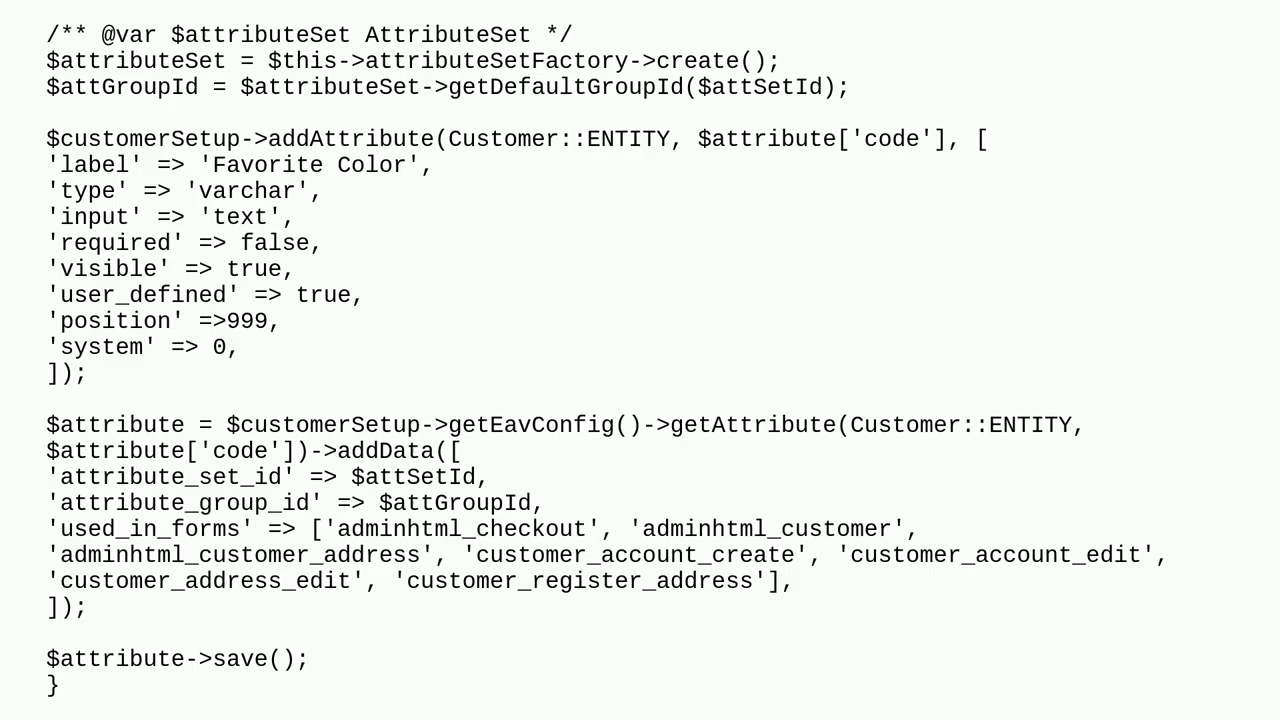 /** @var $attributeSet AttributeSet */
$attributeSet = $this->attributeSetFactory->create();
$attGroupId = $attributeSet->getDefaultGroupId($attSetId);

$customerSetup->addAttribute(Customer::ENTITY, $attribute['code'], [
'label' => 'Favorite Color',
'type' => 'varchar',
'input' => 'text',
'required' => false,
'visible' => true,
'user_defined' => true,
'position' =>999,
'system' => 0,
]);

$attribute = $customerSetup->getEavConfig()->getAttribute(Customer::ENTITY,
$attribute['code'])->addData([
'attribute_set_id' => $attSetId,
'attribute_group_id' => $attGroupId,
'used_in_forms' => ['adminhtml_checkout', 'adminhtml_customer',
'adminhtml_customer_address', 'customer_account_create', 'customer_account_edit',
'customer_address_edit', 'customer_register_address'],
]);

$attribute->save();
}